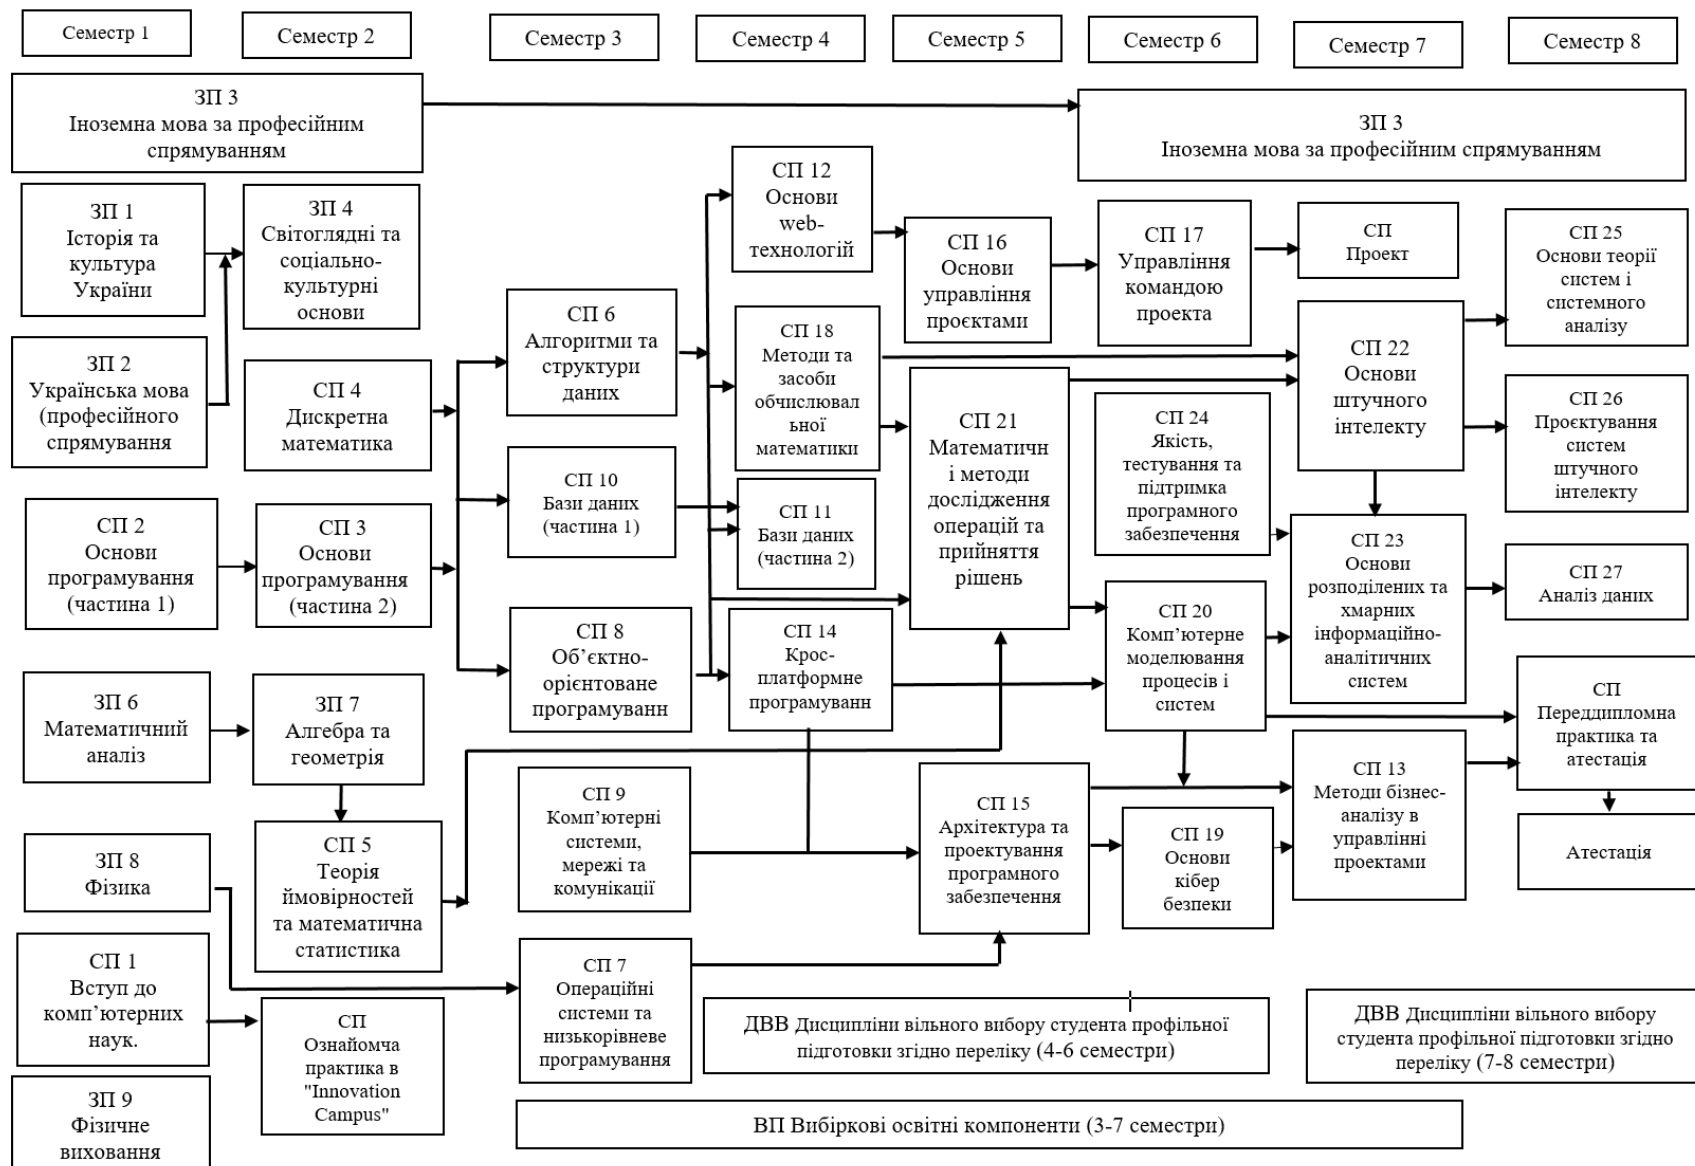 Семестр 1
Семестр 2
Семестр 3
Семестр 4
Семестр 5
Семестр 6
Семестр 7
Семестр 8
ЗП 3
Іноземна мова за професійним
спрямуванням
ЗП 3
Іноземна мова за професійним спрямуванням
ЗП 1
Історія та
культура
України
ЗП 2
Українська мова
(професійного
спрямування
СП 2
Основи
програмування
(частина 1)
ЗП 6
Математичний
аналіз
ЗП 8
Фізика
СП 1
Вступ до
комп’ютерних
наук.
ЗП 9
Фізичне
виховання
ЗП 4
Світоглядні та
соціально-
культурні
основи
СП 4
Дискретна
математика
СП 3
Основи
програмування
(частина 2)
ЗП 7
Алгебра та
геометрія
СП 5
Теорія
ймовірностей
та математична
статистика
СП
Ознайомча
практика в
"Innovation
Campus"
СП 6
Алгоритми та
структури
даних
СП 10
Бази даних
(частина 1)
СП 8
Об’єктно-
орієнтоване
програмуванн
СП 9
Комп’ютерні
системи,
мережі та
комунікації
СП 7
Операційні
системи та
низькорівневе
програмування
СП 12
Основи
web-
технологій
СП 18
Методи та
засоби
обчислювал
ьної
математики
СП 11
Бази даних
(частина 2)
СП 14
Крос-
платформне
програмуванн
СП 16
Основи
управління
проєктами
СП 21
Математичн
і методи
дослідження
операцій та
прийняття
рішень
СП 15
Архітектура та
проектування
програмного
забезпечення
СП 17
Управління
командою
проекта
СП 24
Якість,
тестування та
підтримка
програмного
забезпечення
СП 20
Комп’ютерне
моделювання
процесів і
систем
СП 19
Основи
кібер
безпеки
СП
Проект
СП 22
Основи
штучного
інтелекту
СП 23
Основи
розподілених та
хмарних
інформаційно-
аналітичних
систем
СП 13
Методи бізнес-
аналізу в
управлінні
проектами
СП 25
Основи теорії
систем і
системного
аналізу
СП 26
Проєктування
систем
штучного
інтелекту
СП 27
Аналіз даних
СП
Переддипломна
практика та
атестація
Атестація
ДВВ Дисципліни вільного вибору студента профільної
підготовки згідно переліку (4-6 семестри)
ДВВ Дисципліни вільного вибору
студента профільної підготовки згідно
переліку (7-8 семестри)
ВП Вибіркові освітні компоненти (3-7 семестри)